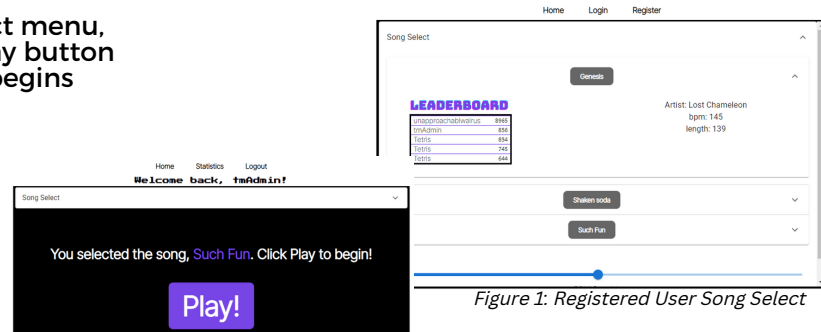 ct menu,
y button
egins
Home Login Register
Song Select
Genesis
LEADERBOARD
unapproachablwalrus 8965
tmAdmin 856
Tetris 854
Tetris 745
Tetris 644
Artist: Lost Chameleon
bpm: 145
length: 139
Shaken soda
Such Fun
Figure 1: Registered User Song Select
Home Statistics Logout
Welcome back, tmAdmin!
Song Select
You selected the song, Such Fun. Click Play to begin!
Play!